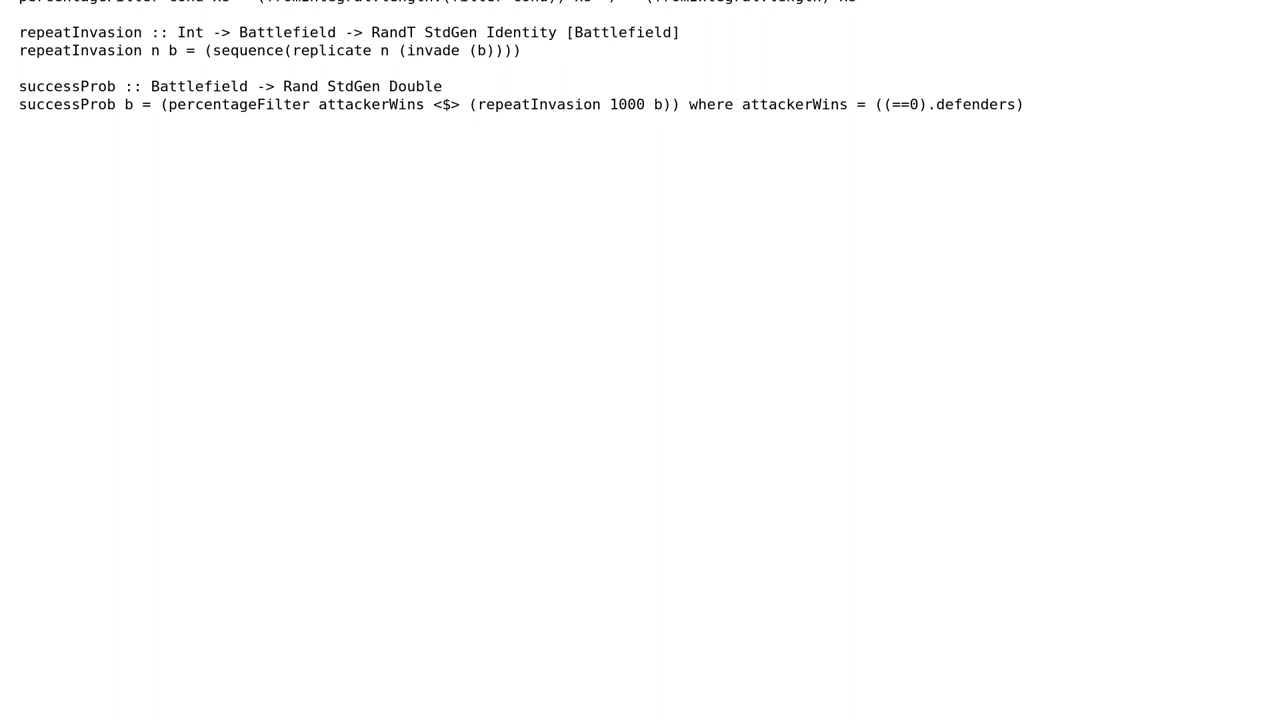 repeatInvasion :: Int -> Battlefield -> RandT StdGen Identity [Battlefield]
repeatInvasion n b = (sequence(replicate n (invade (b))))
successProb :: Battlefield -> Rand StdGen Double
successProb b = (percentageFilter attackerWins <$> (repeatInvasion 1000 b)) where attackerWins = ((==0).defenders)